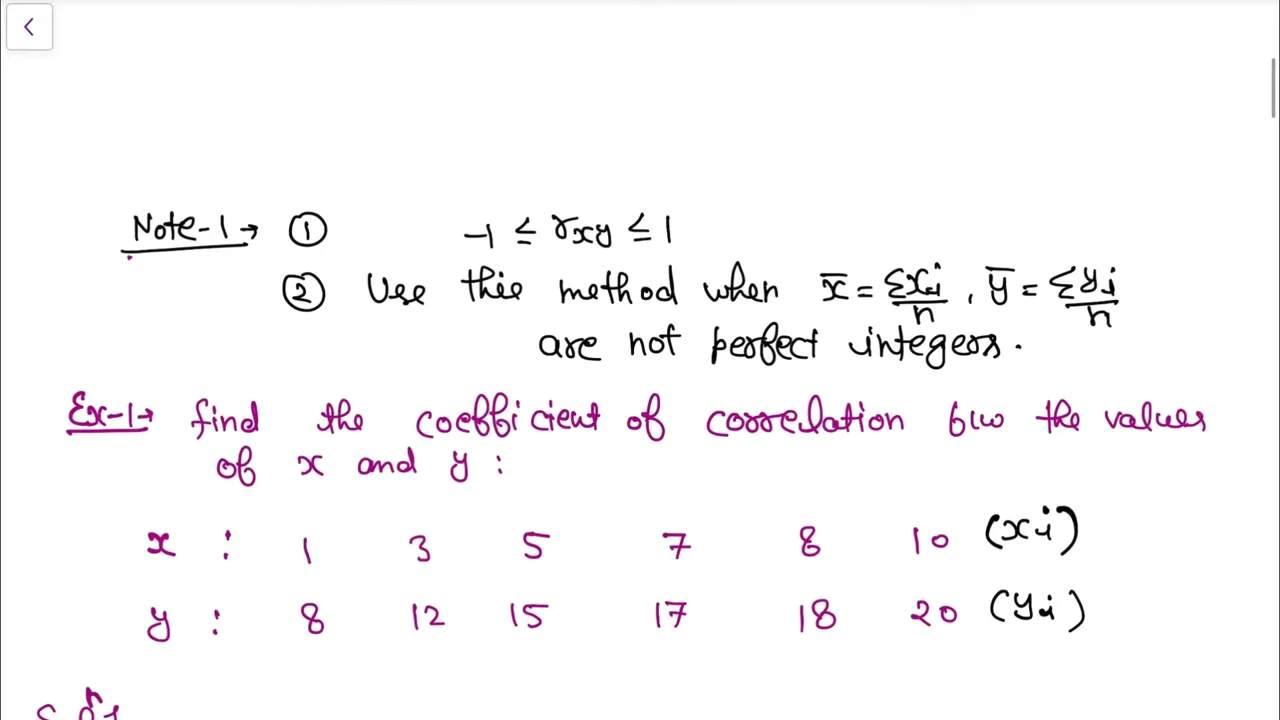 Note-1→ ① -1 ≤ rxy ≤ 1
② Use this method when x̄ = Σxi/n, ȳ = Σyi/n
are not perfect integers.
Ex-1→ find the coefficient of correlation b/w the values
of x and y :
x : 1 3 5 7 8 10 (xi)
y : 8 12 15 17 18 20 (yi)